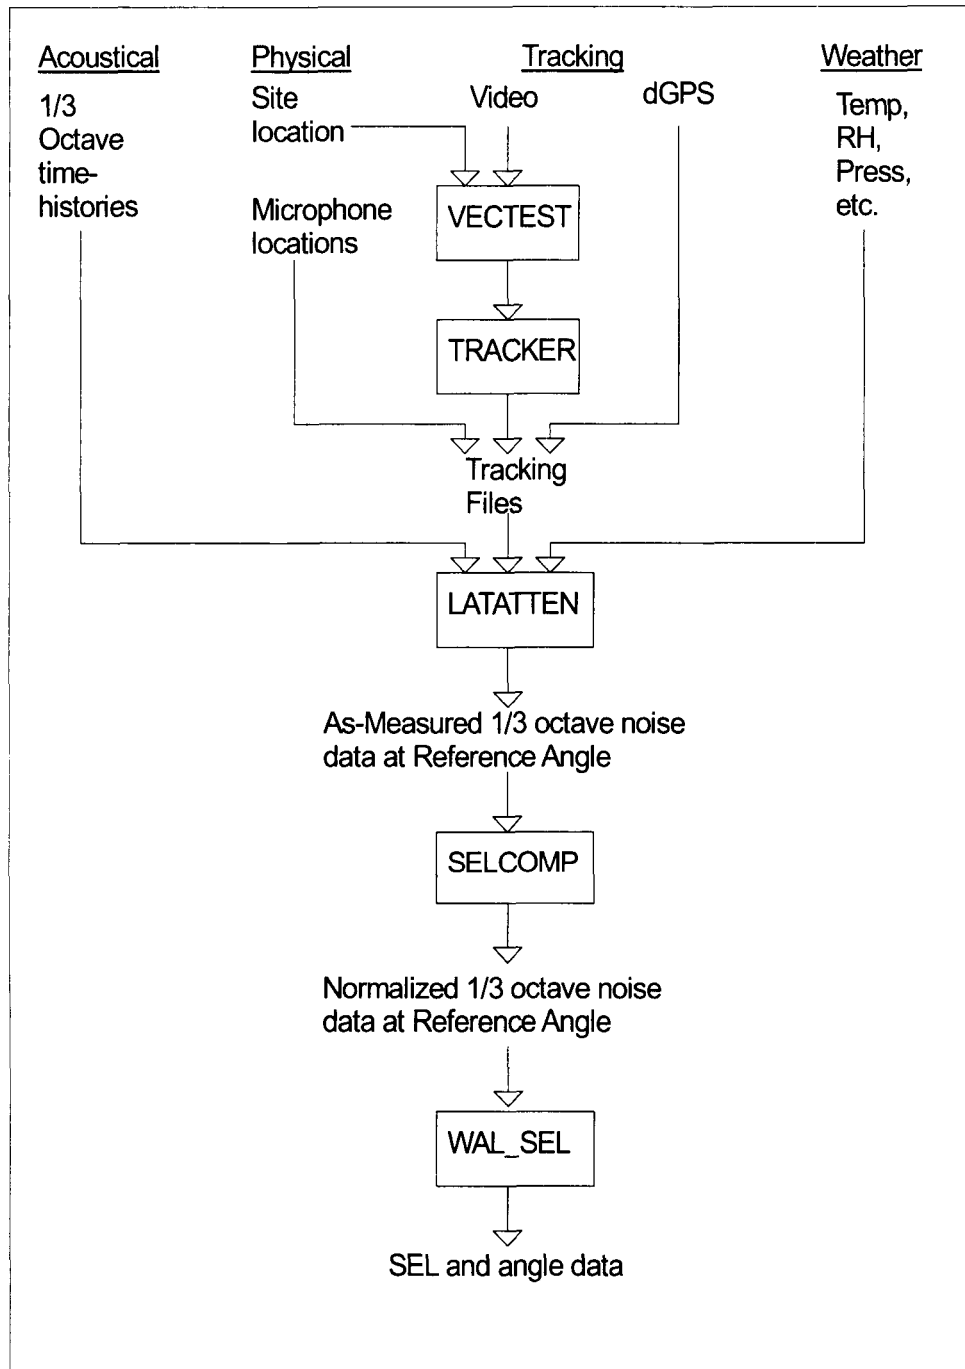 Acoustical
Physical
Tracking
Weather
1/3
Octave
time-
histories
Site
location
Video
dGPS
Temp,
RH,
Press,
etc.
Microphone
locations
VECTEST
TRACKER
Tracking
Files
LATATTEN
As-Measured 1/3 octave noise
data at Reference Angle
SELCOMP
Normalized 1/3 octave noise
data at Reference Angle
WAL_SEL
SEL and angle data